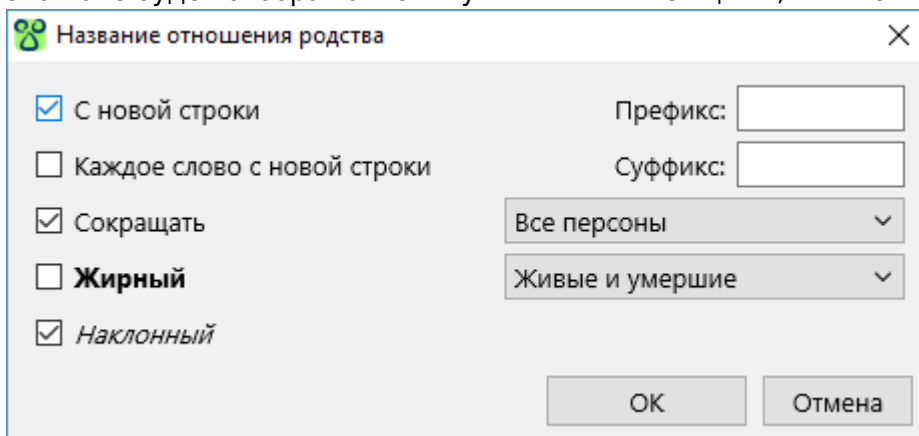 Название отношения родства
С новой строки Префикс:
Каждое слово с новой строки Суффикс:
Сокращать Все персоны
Жирный Живые и умершие
Наклонный
ОК Отмена